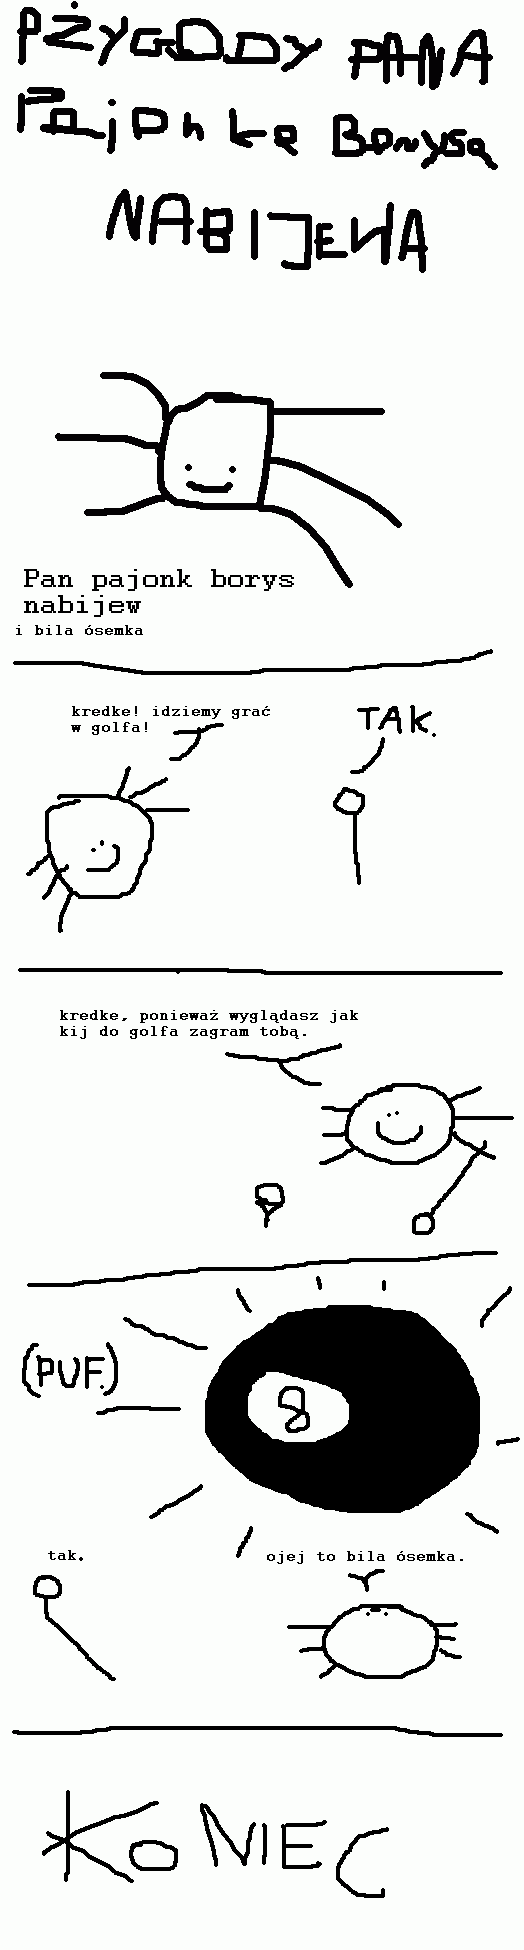 PŻYGODY PANA
Pajonka Borysa
NABIJEWA
Pan pajonk borys
nabijew
i bila ósemka
kredke! idziemy grać
w golfa!
TAK.
kredke, ponieważ wyglądasz jak
kij do golfa zagram tobą.
(PUF.)
8
tak.
ojej to bila ósemka.
KONIEC